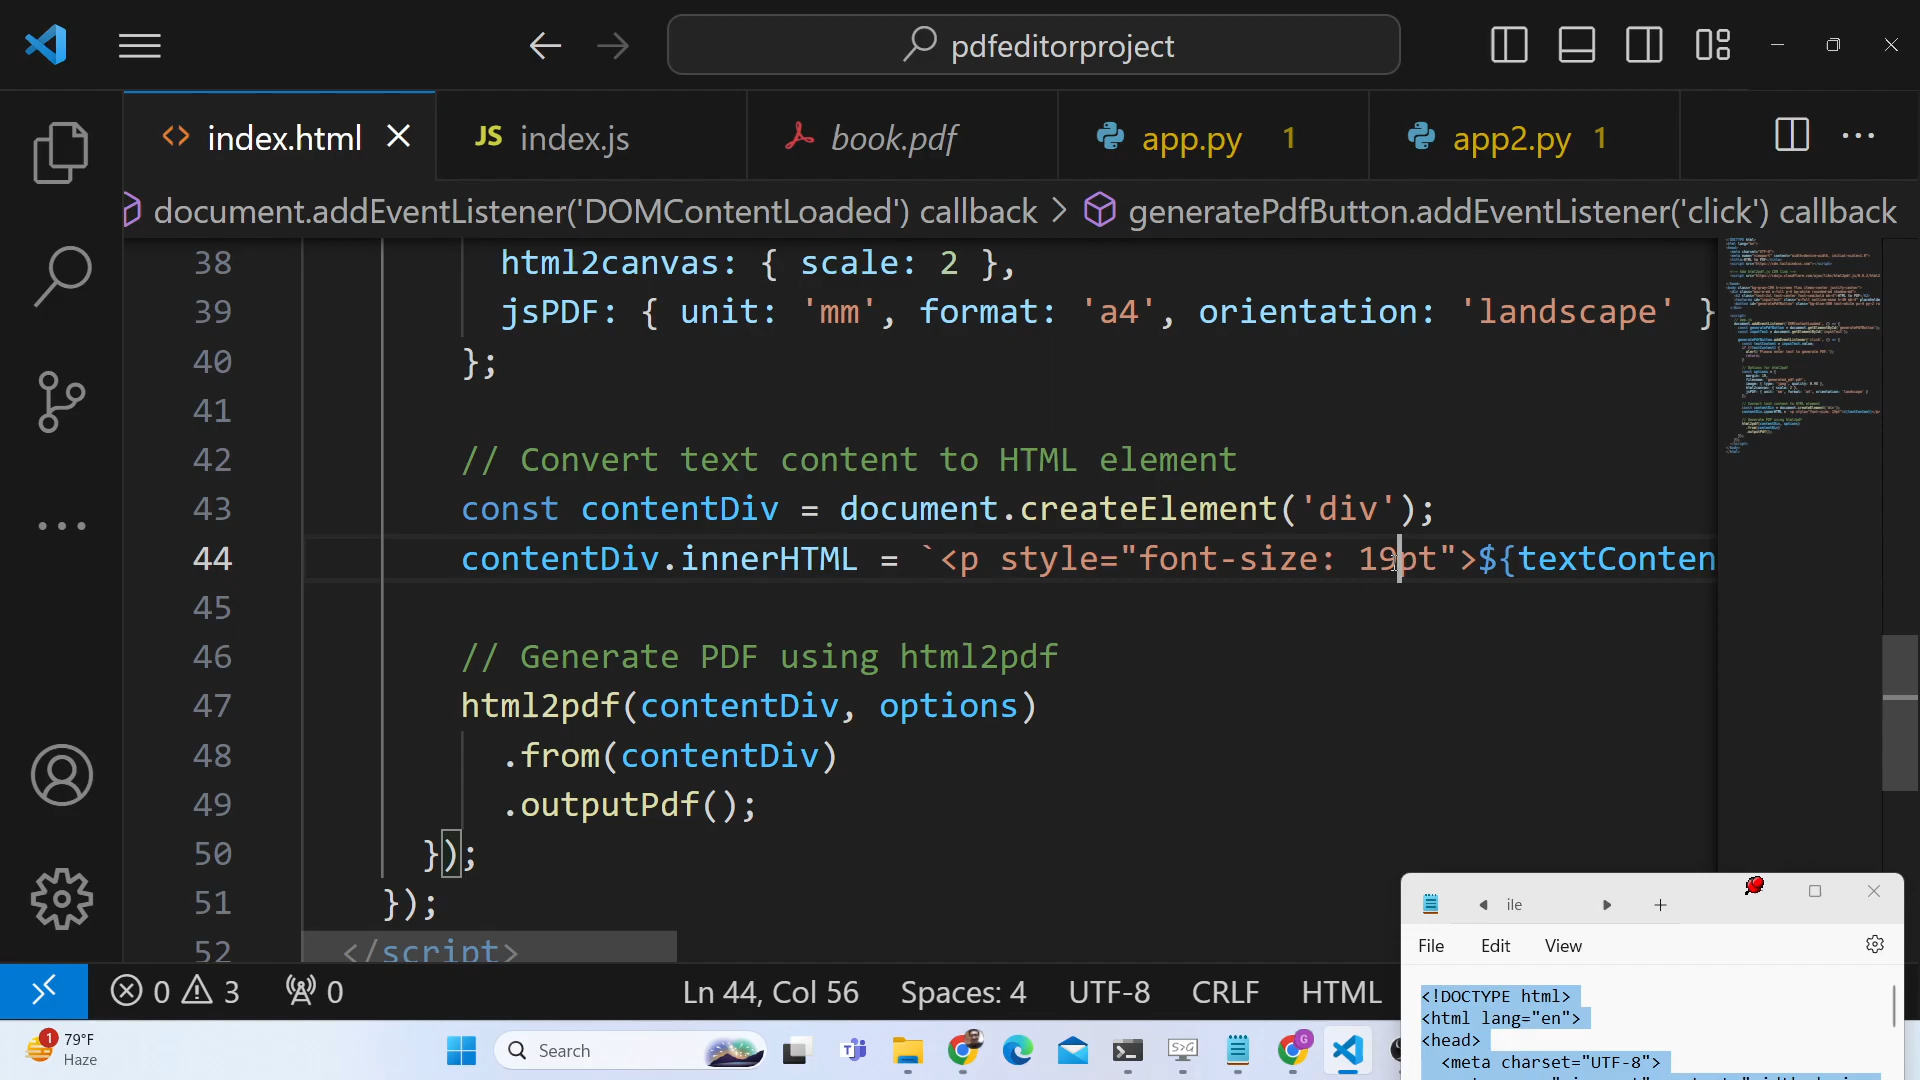 pdfeditorproject
index.html
JS index.js
book.pdf
app.py 1
app2.py 1
document.addEventListener('DOMContentLoaded') callback > generatePdfButton.addEventListener('click') callback
38 html2canvas: { scale: 2 },
39 jsPDF: { unit: 'mm', format: 'a4', orientation: 'landscape' }
40 };
41
42 // Convert text content to HTML element
43 const contentDiv = document.createElement('div');
44 contentDiv.innerHTML = `<p style="font-size: 19pt">${textConten
45
46 // Generate PDF using html2pdf
47 html2pdf(contentDiv, options)
48 .from(contentDiv)
49 .outputPdf();
50 });
51 });
52 </script>
ile
File Edit View
<!DOCTYPE html>
<html lang="en">
<head>
<meta charset="UTF-8">
0 3 0 Ln 44, Col 56 Spaces: 4 UTF-8 CRLF HTML
1 79°F
Haze
Search